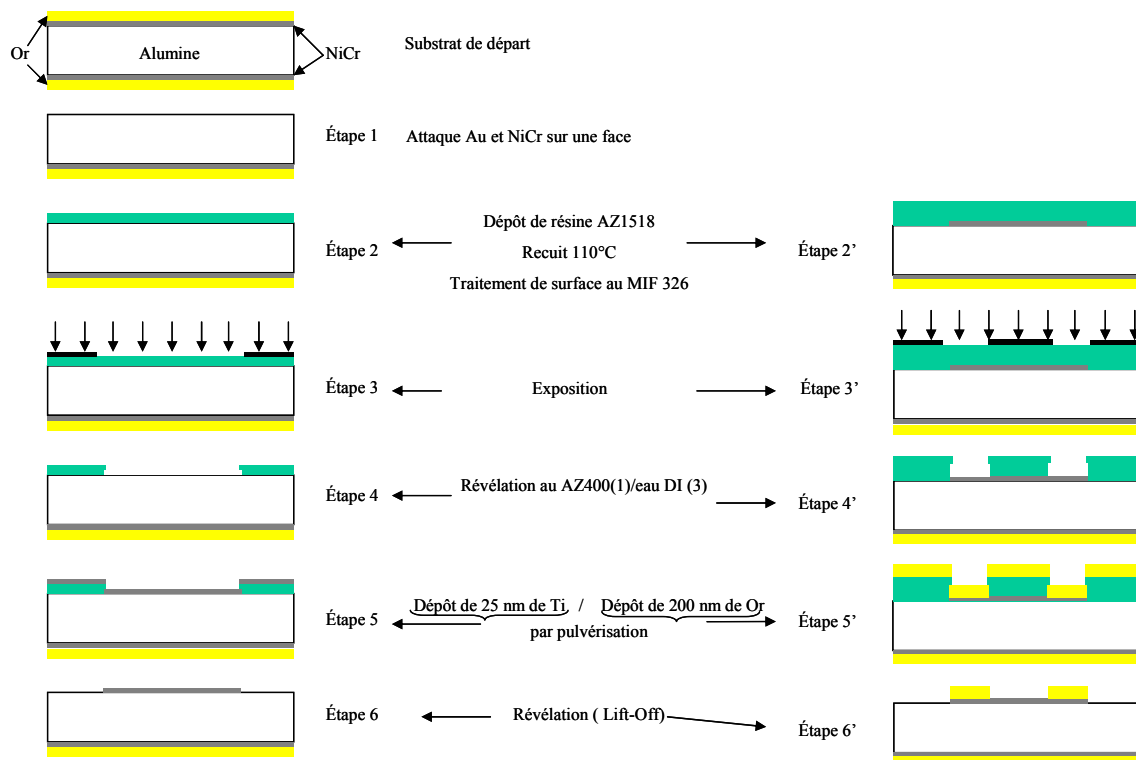 Or
Alumine
NiCr
Substrat de départ
Étape 1
Attaque Au et NiCr sur une face
Étape 2
Dépôt de résine AZ1518
Recuit 110°C
Traitement de surface au MIF 326
Étape 2’
Étape 3
Exposition
Étape 3’
Étape 4
Révélation au AZ400(1)/eau DI (3)
Étape 4’
Étape 5
Dépôt de 25 nm de Ti / Dépôt de 200 nm de Or
par pulvérisation
Étape 5’
Étape 6
Révélation ( Lift-Off)
Étape 6’